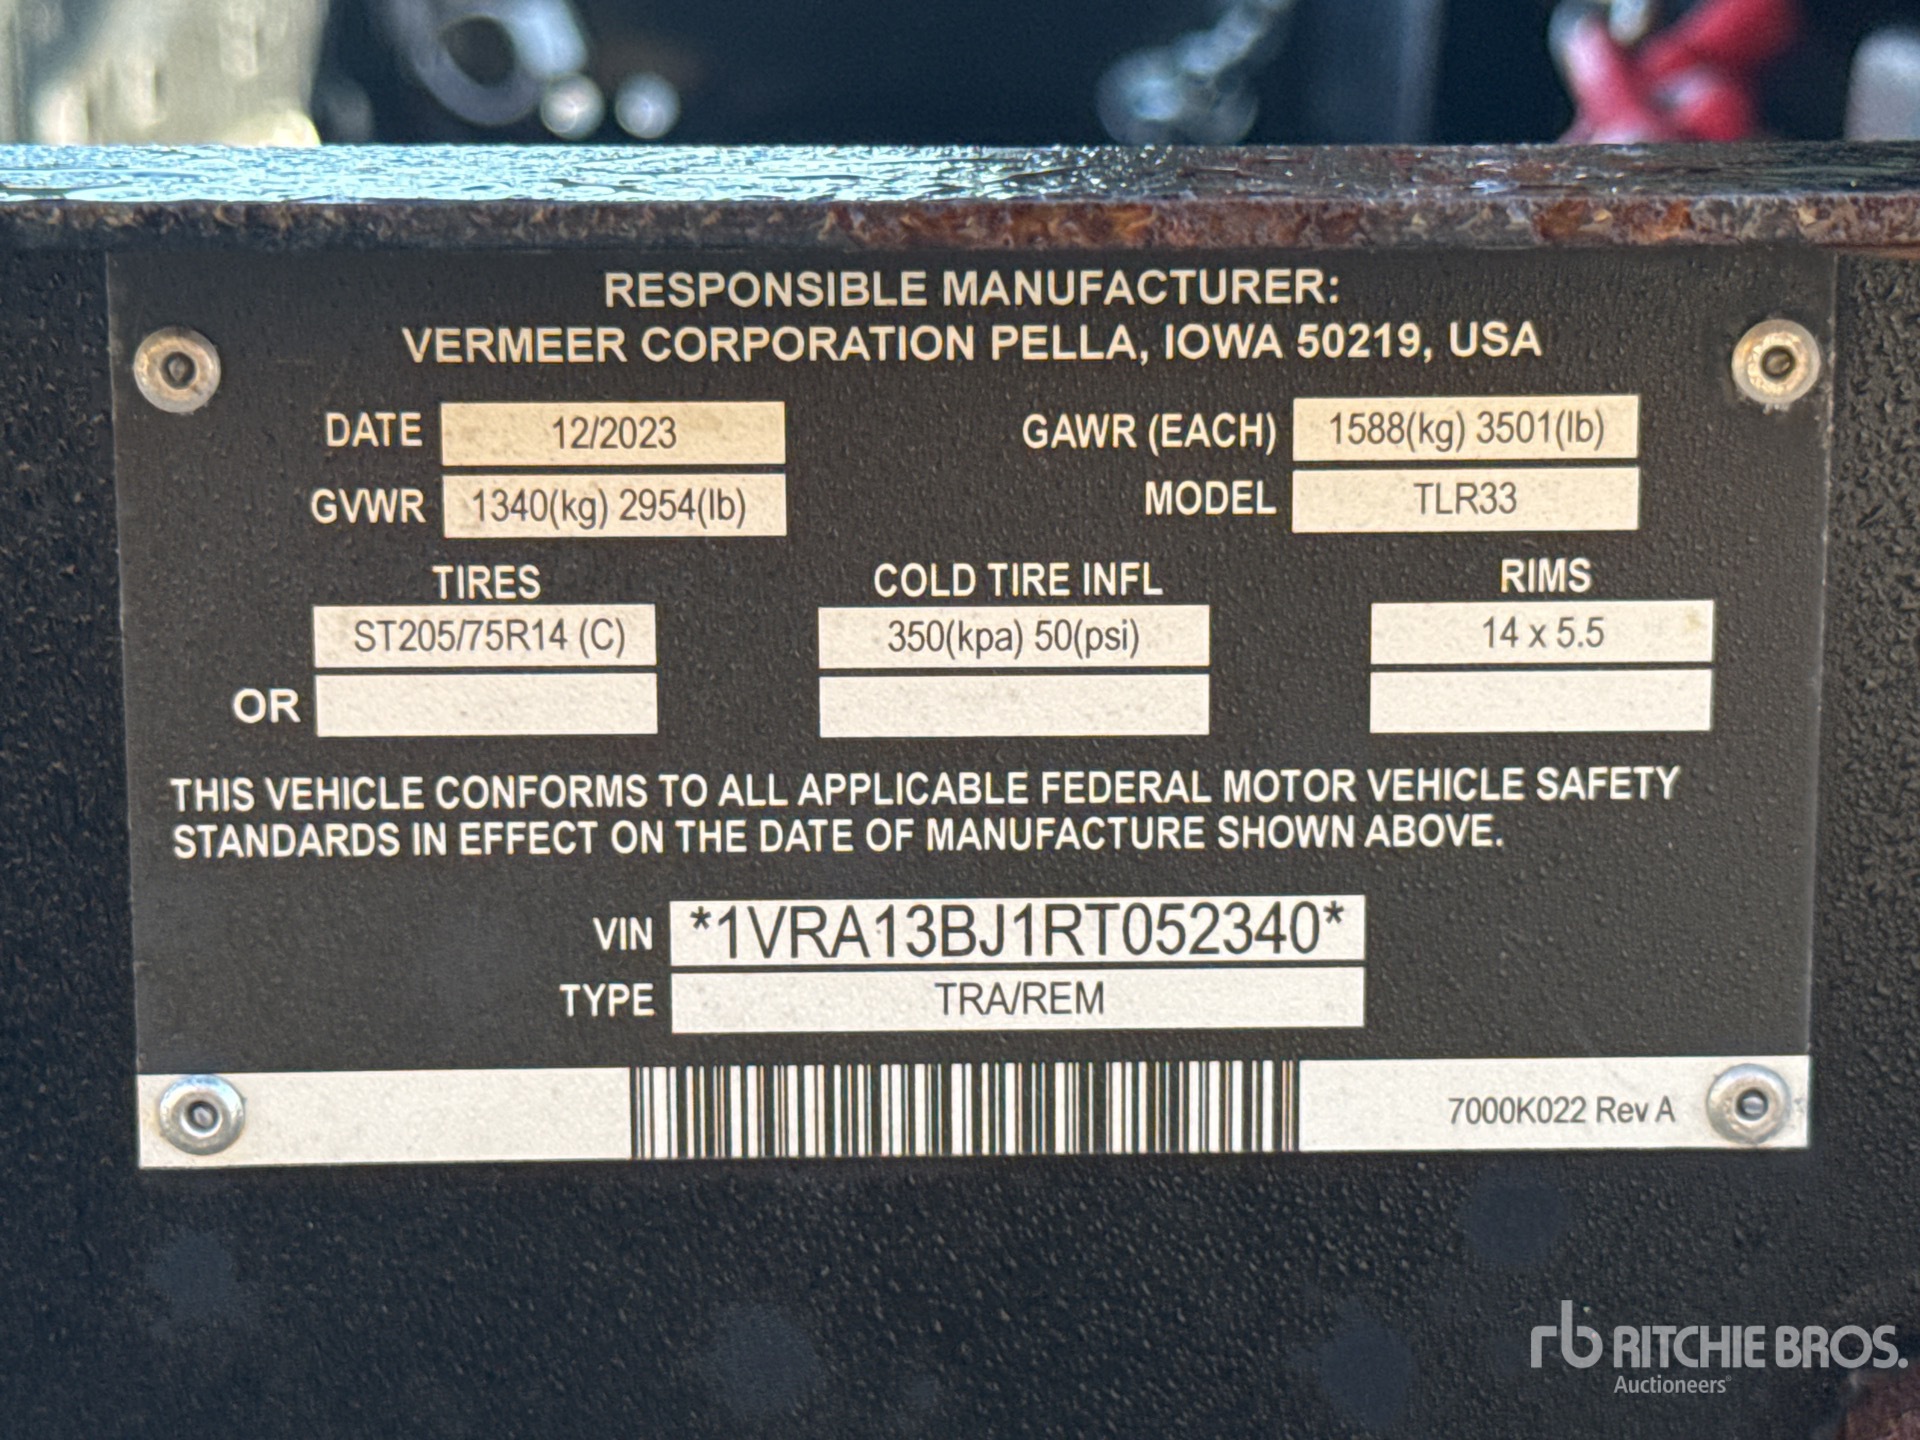 RESPONSIBLE MANUFACTURER:
VERMEER CORPORATION PELLA, IOWA 50219, USA
DATE 12/2023 GAWR (EACH) 1588(kg) 3501(lb)
GVWR 1340(kg) 2954(lb) MODEL TLR33
TIRES COLD TIRE INFL RIMS
ST205/75R14 (C) 350(kpa) 50(psi) 14 x 5.5
OR
THIS VEHICLE CONFORMS TO ALL APPLICABLE FEDERAL MOTOR VEHICLE SAFETY
STANDARDS IN EFFECT ON THE DATE OF MANUFACTURE SHOWN ABOVE.
VIN *1VRA13BJ1RT052340*
TYPE TRA/REM
7000K022 Rev A
rb RITCHIE BROS.
Auctioneers